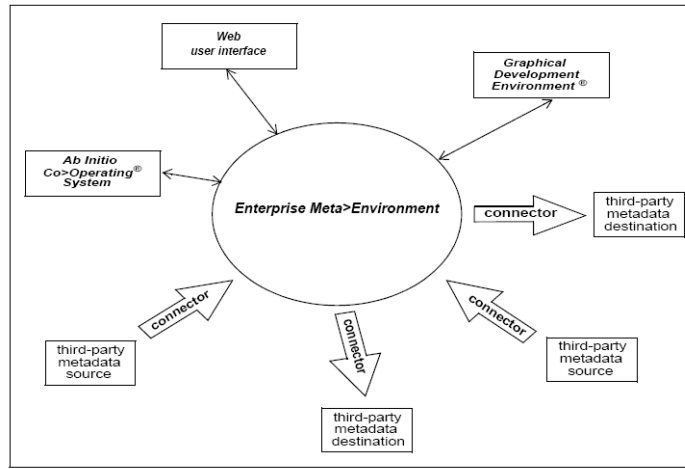 Web
user interface
Graphical
Development
Environment ®
Ab Initio
Co>Operating®
System
Enterprise Meta>Environment
connector
third-party
metadata
destination
connector
third-party
metadata
source
connector
third-party
metadata
destination
connector
third-party
metadata
source